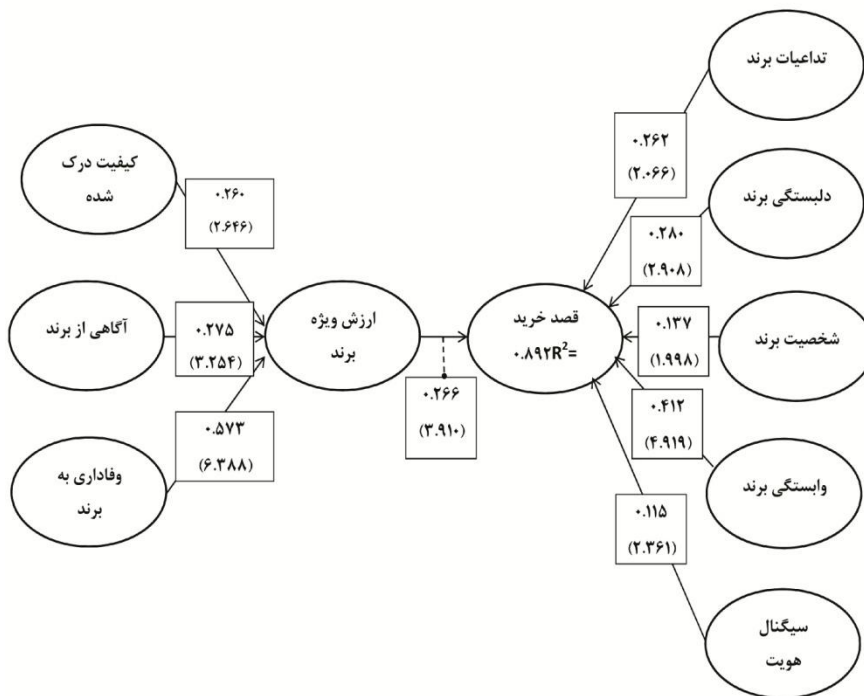 تداعیات برند
۰.۲۶۲
(۲.۰۶۶)
دلبستگی برند
۰.۲۸۰
(۲.۹۰۸)
شخصیت برند
۰.۱۳۷
(۱.۹۹۸)
وابستگی برند
۰.۴۱۲
(۴.۹۱۹)
سیگنال
هویت
۰.۱۱۵
(۲.۳۶۱)
قصد خرید
۰.۸۹۲R²=
ارزش ویژه
برند
۰.۲۶۶
(۳.۹۱۰)
کیفیت درک
شده
۰.۲۶۰
(۲.۶۴۶)
آگاهی از برند
۰.۲۷۵
(۳.۲۵۴)
وفاداری به
برند
۰.۵۷۳
(۶.۳۸۸)